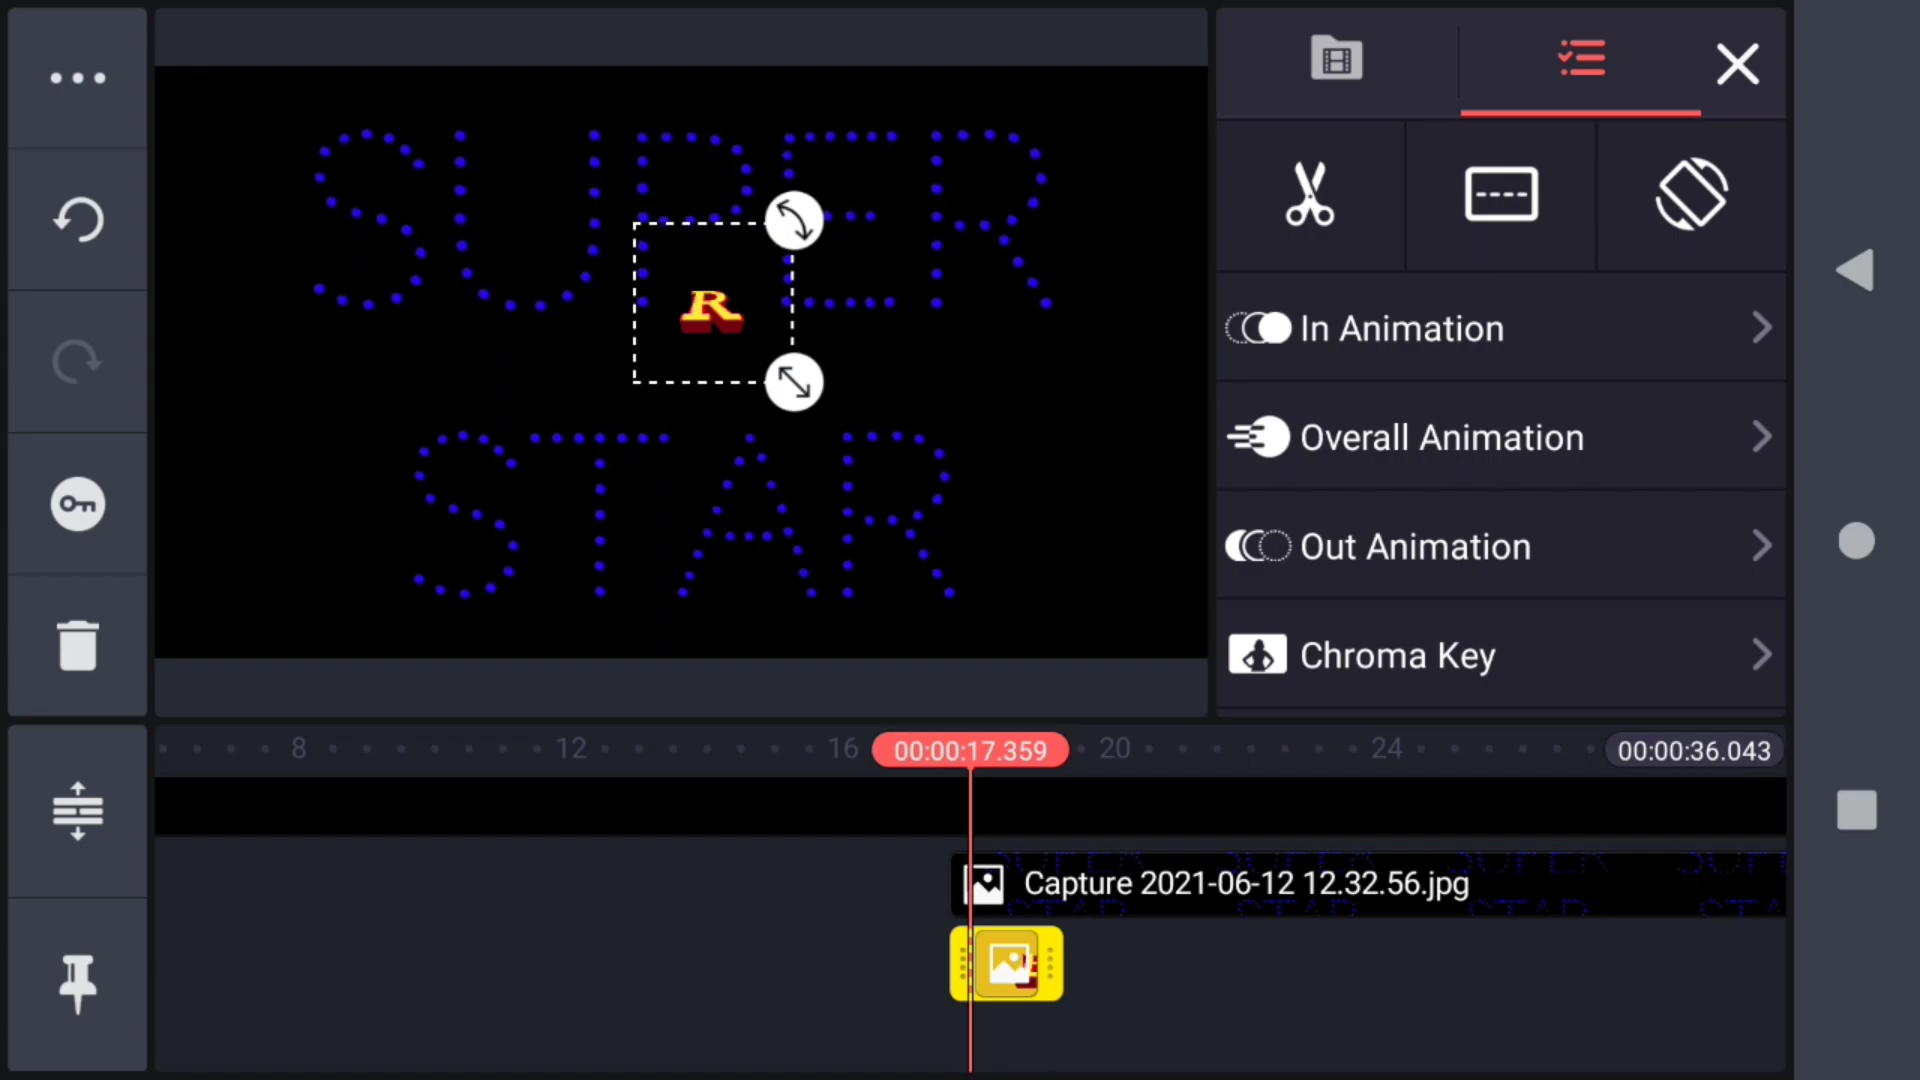 SUPER
R
STAR
In Animation
Overall Animation
Out Animation
Chroma Key
8 12 16 00:00:17.359 20 24 00:00:36.043
Capture 2021-06-12 12.32.56.jpg